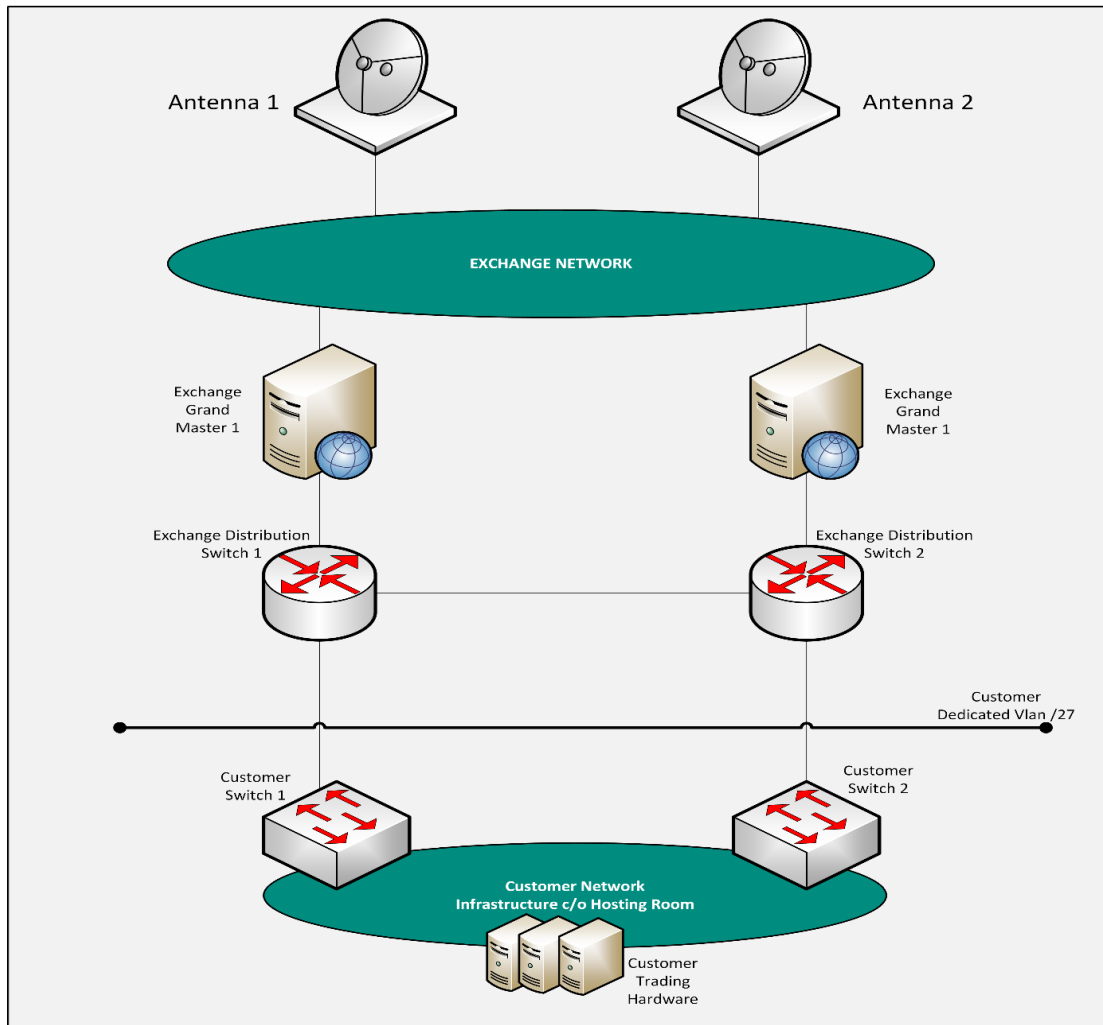 Antenna 1
Antenna 2
EXCHANGE NETWORK
Exchange
Grand
Master 1
Exchange
Grand
Master 1
Exchange Distribution
Switch 1
Exchange Distribution
Switch 2
Customer
Dedicated Vlan /27
Customer
Switch 1
Customer
Switch 2
Customer Network
Infrastructure c/o Hosting Room
Customer
Trading
Hardware